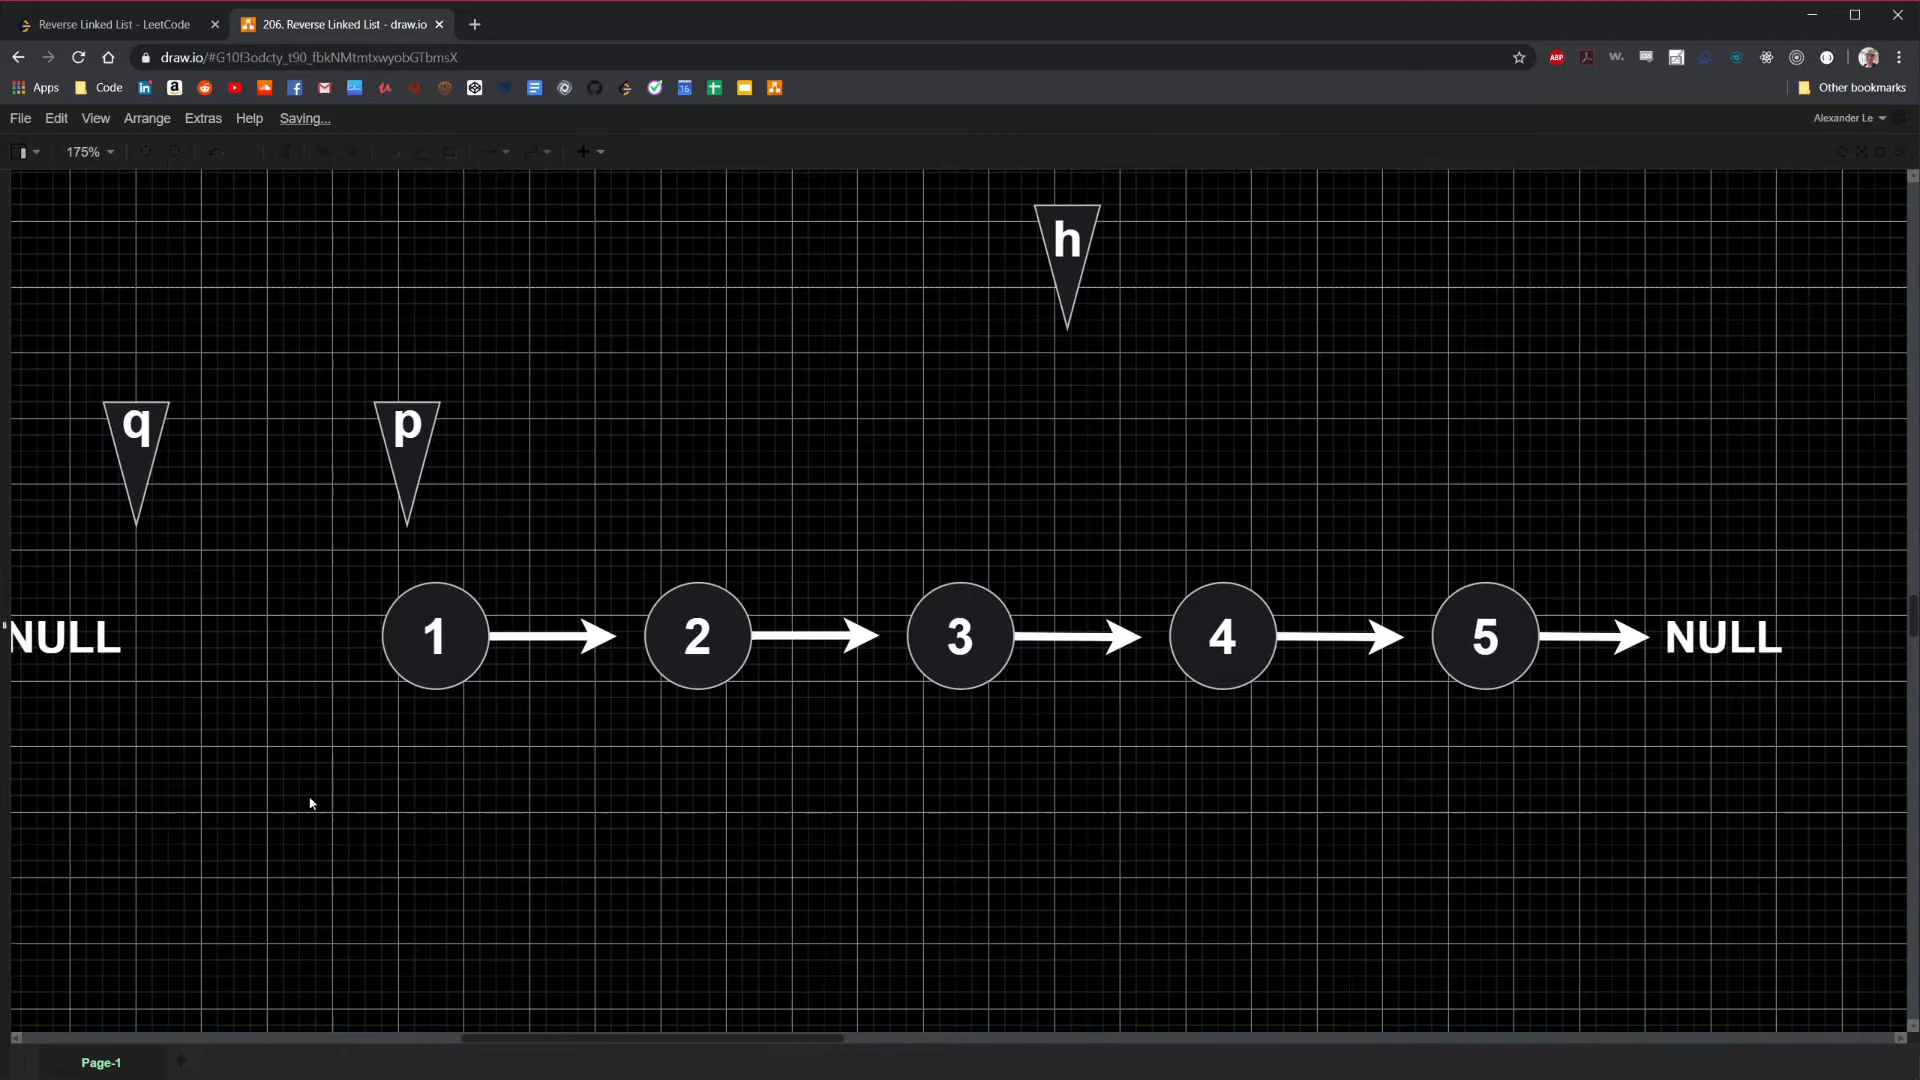 Reverse Linked List - LeetCode
206. Reverse Linked List - draw.io
draw.io/#G10f3odcty_t90_fbkNMtmtxwyobGTbmsX
ABP
Apps Code Other bookmarks
File Edit View Arrange Extras Help Saving...
Alexander Le
175%
h
q p
NULL 1 2 3 4 5 NULL
Page-1